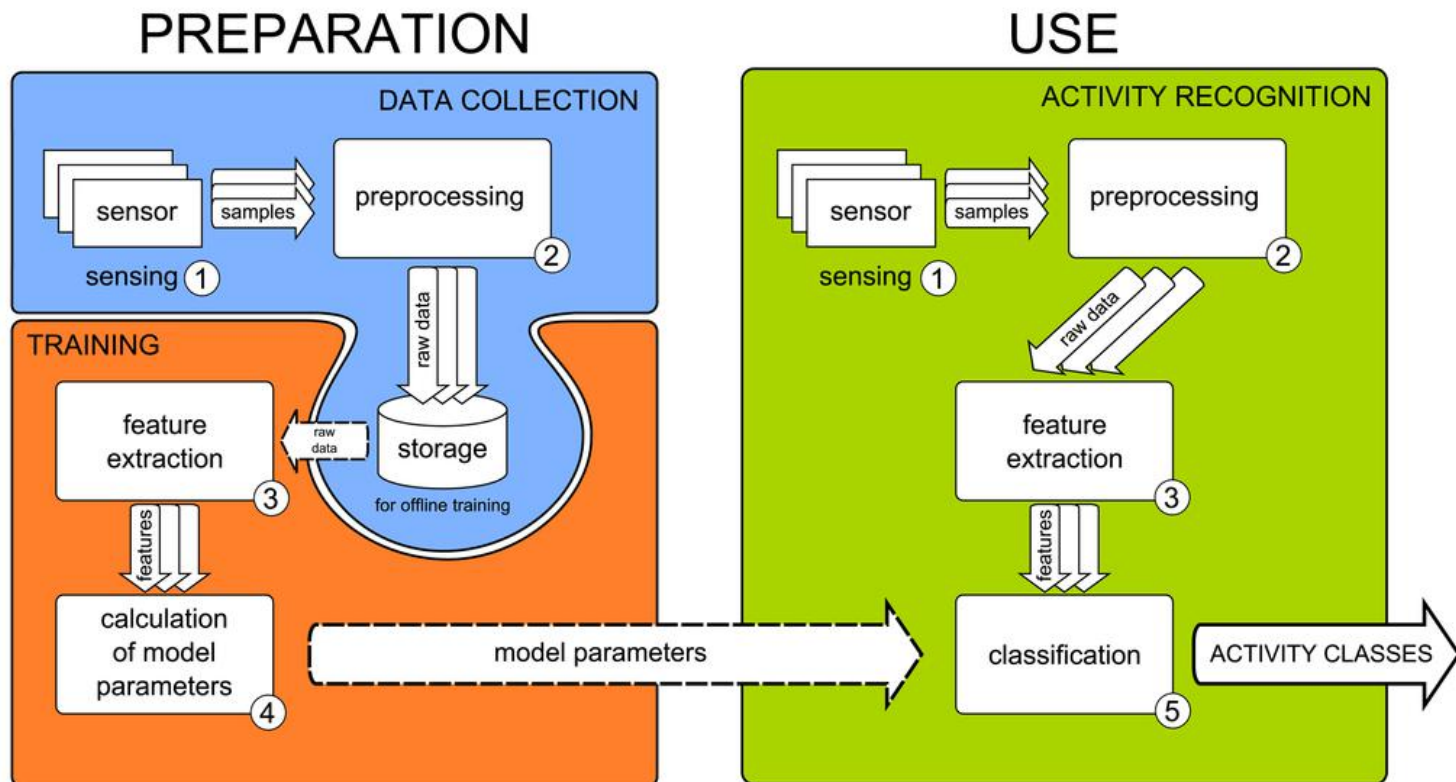 PREPARATION
DATA COLLECTION
sensor
samples
preprocessing
2
sensing 1
raw data
storage
for offline training
TRAINING
raw
data
feature
extraction
3
features
calculation
of model
parameters
4
model parameters
USE
ACTIVITY RECOGNITION
sensor
samples
preprocessing
2
sensing 1
raw data
feature
extraction
3
features
classification
5
ACTIVITY CLASSES